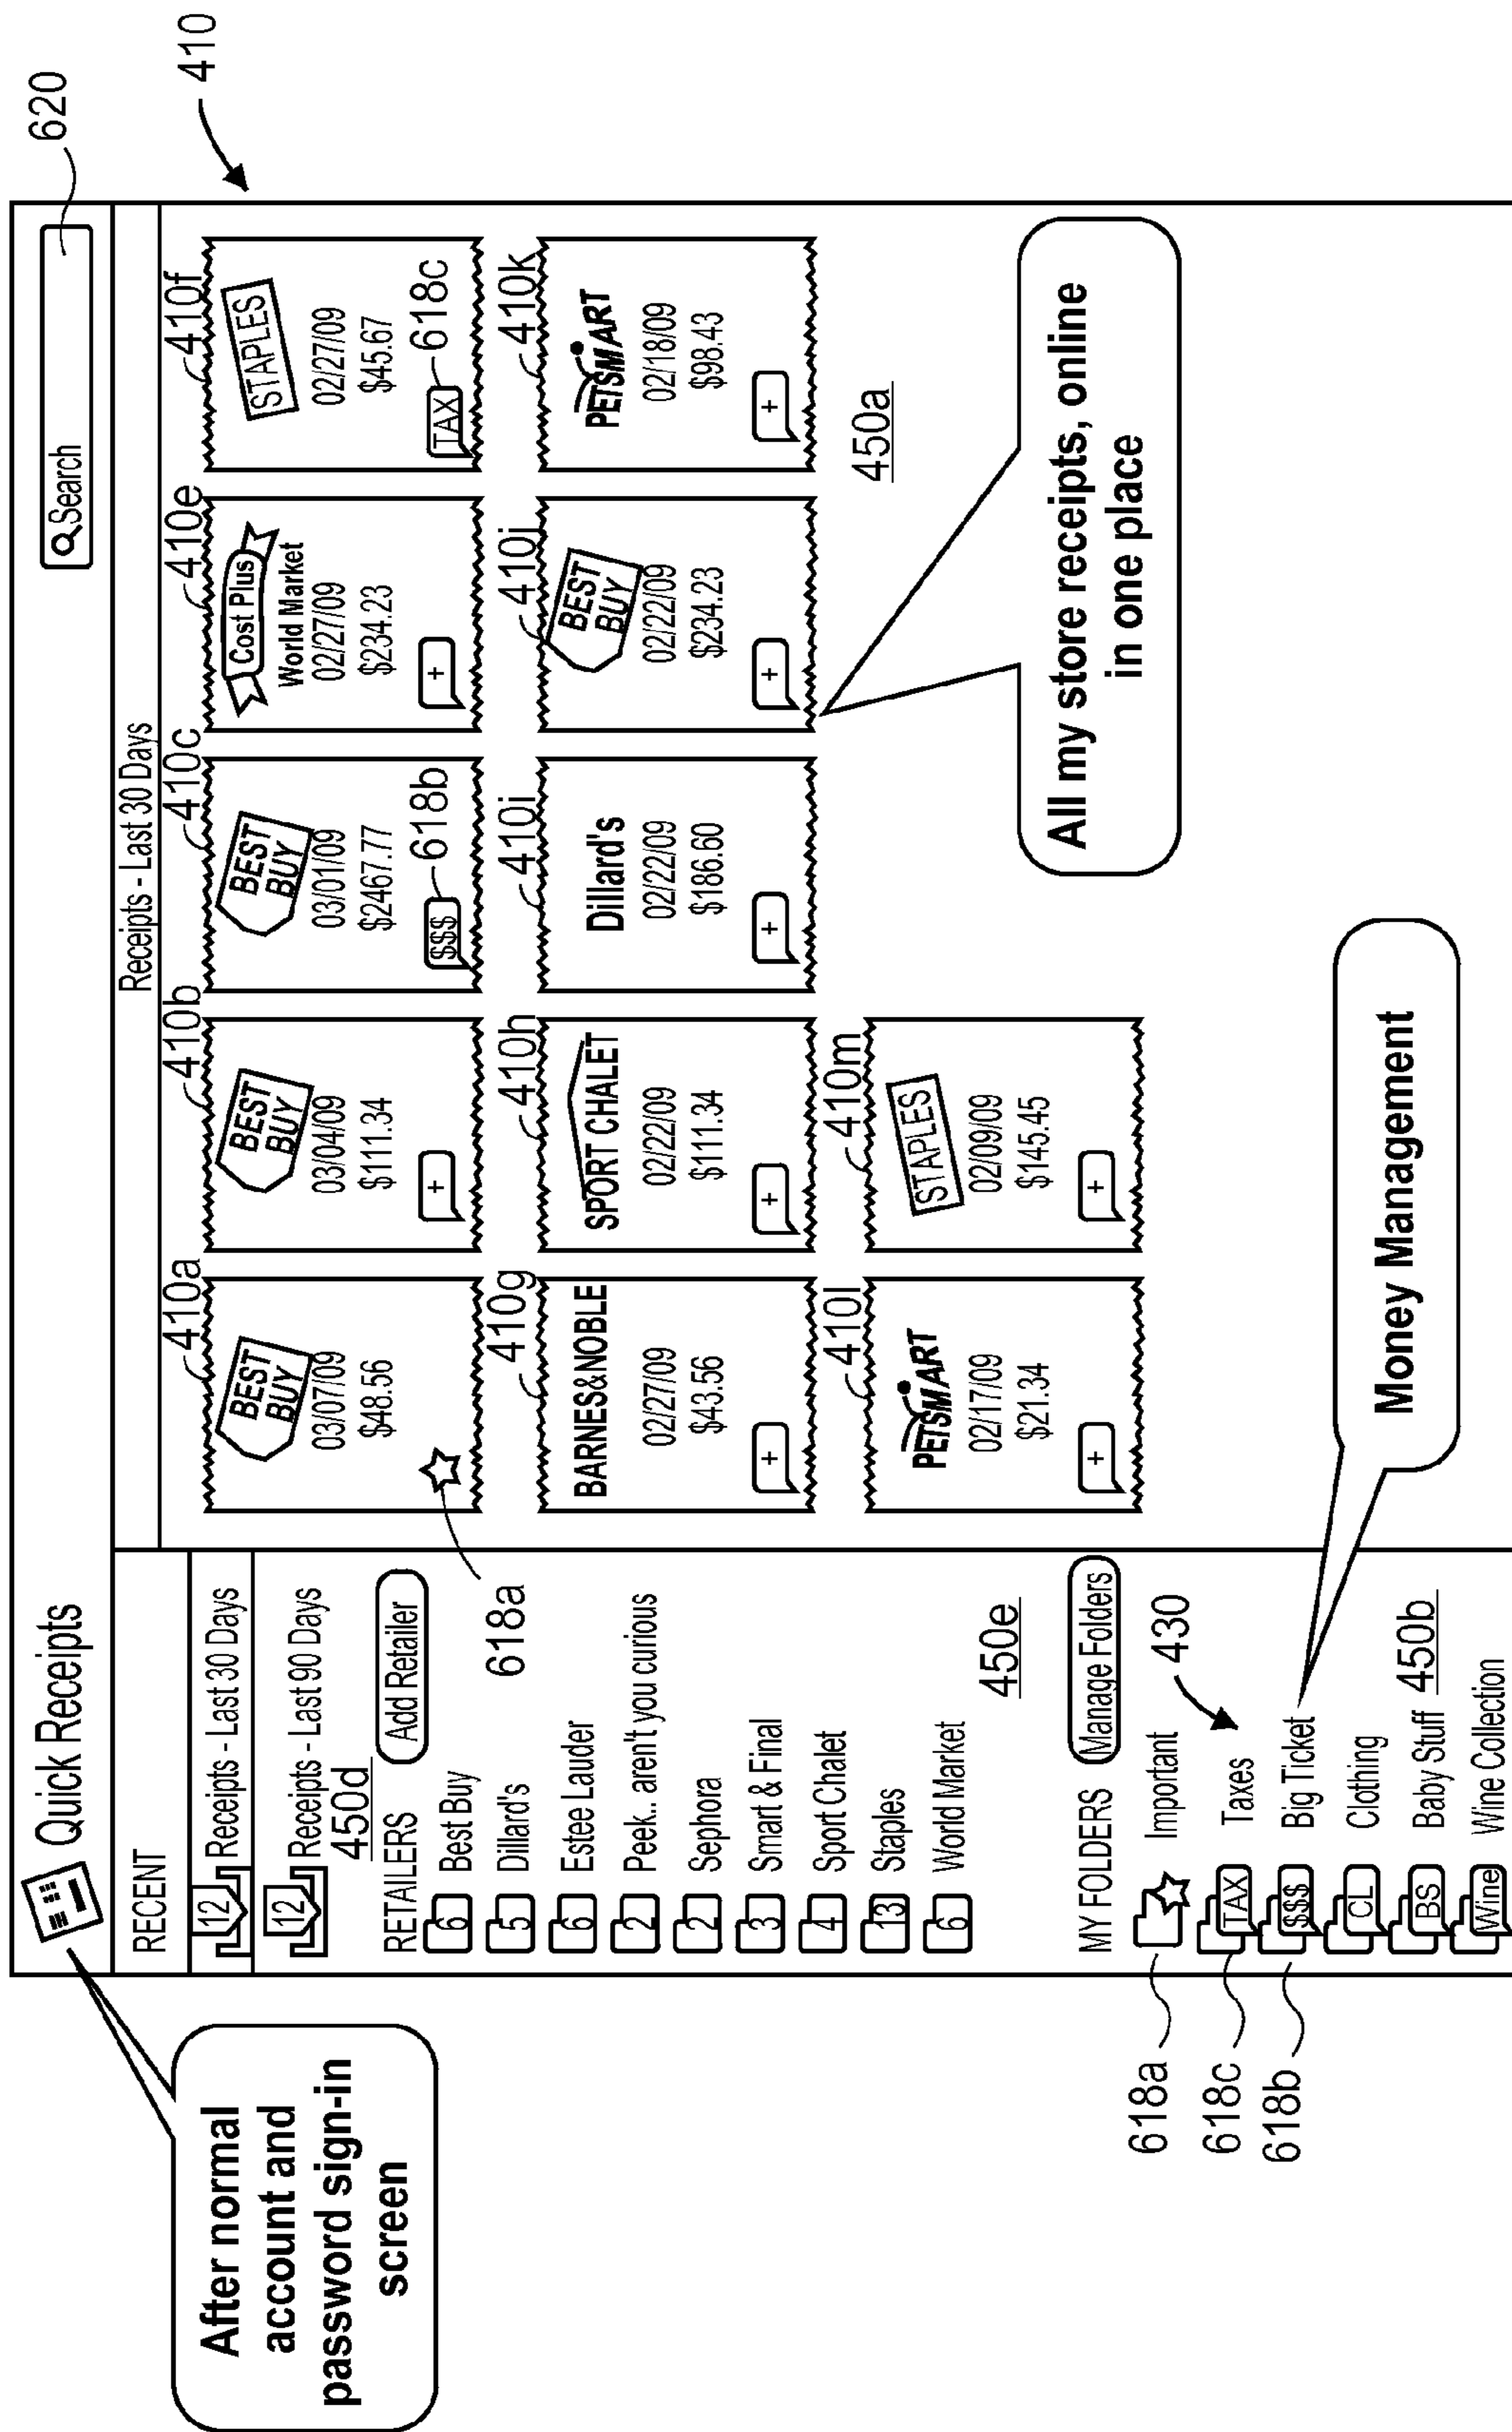 Quick Receipts
Search
620
410
After normal
account and
password sign-in
screen
RECENT
12 Receipts - Last 30 Days
12 Receipts - Last 90 Days
450d
RETAILERS Add Retailer
6 Best Buy
5 Dillard's
6 Estee Lauder
2 Peek.. aren't you curious
2 Sephora
3 Smart & Final
4 Sport Chalet
13 Staples
6 World Market
618a
450e
MY FOLDERS Manage Folders
618a Important
430
618c TAX Taxes
618b $$$ Big Ticket
CL Clothing
BS Baby Stuff
450b
Wine Wine Collection
Receipts - Last 30 Days
410a
BEST
BUY
03/07/09
$48.56
410b
BEST
BUY
03/04/09
$111.34
+
410c
BEST
BUY
03/01/09
$2467.77
$$$
618b
410e
Cost Plus
World Market
02/27/09
$234.23
+
410f
STAPLES
02/27/09
$45.67
TAX
618c
410g
BARNES&NOBLE
02/27/09
$43.56
+
410h
SPORT CHALET
02/22/09
$111.34
+
410i
Dillard's
02/22/09
$186.60
+
410j
BEST
BUY
02/22/09
$234.23
+
410k
PETSMART
02/18/09
$98.43
+
410l
PETSMART
02/17/09
$21.34
+
410m
STAPLES
02/09/09
$145.45
+
450a
All my store receipts, online
in one place
Money Management